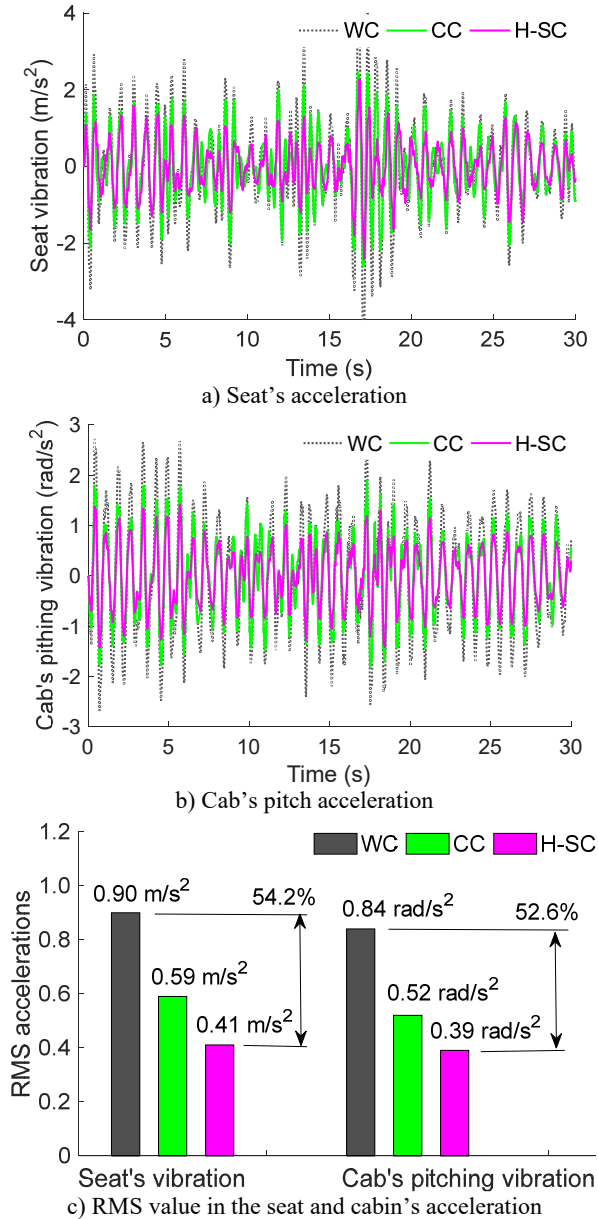 4
2
0
-2
-4
Seat vibration (m/s²)
WC CC H-SC
0 5 10 15 20 25 30
Time (s)
a) Seat’s acceleration
3
2
1
0
-1
-2
-3
Cab's pithing vibration (rad/s²)
WC CC H-SC
0 5 10 15 20 25 30
Time (s)
b) Cab’s pitch acceleration
1.2
1.0
0.8
0.6
0.4
0.2
0
RMS accelerations
WC CC H-SC
0.90 m/s² 54.2%
0.59 m/s²
0.41 m/s²
0.84 rad/s² 52.6%
0.52 rad/s²
0.39 rad/s²
Seat's vibration Cab's pitching vibration
c) RMS value in the seat and cabin’s acceleration